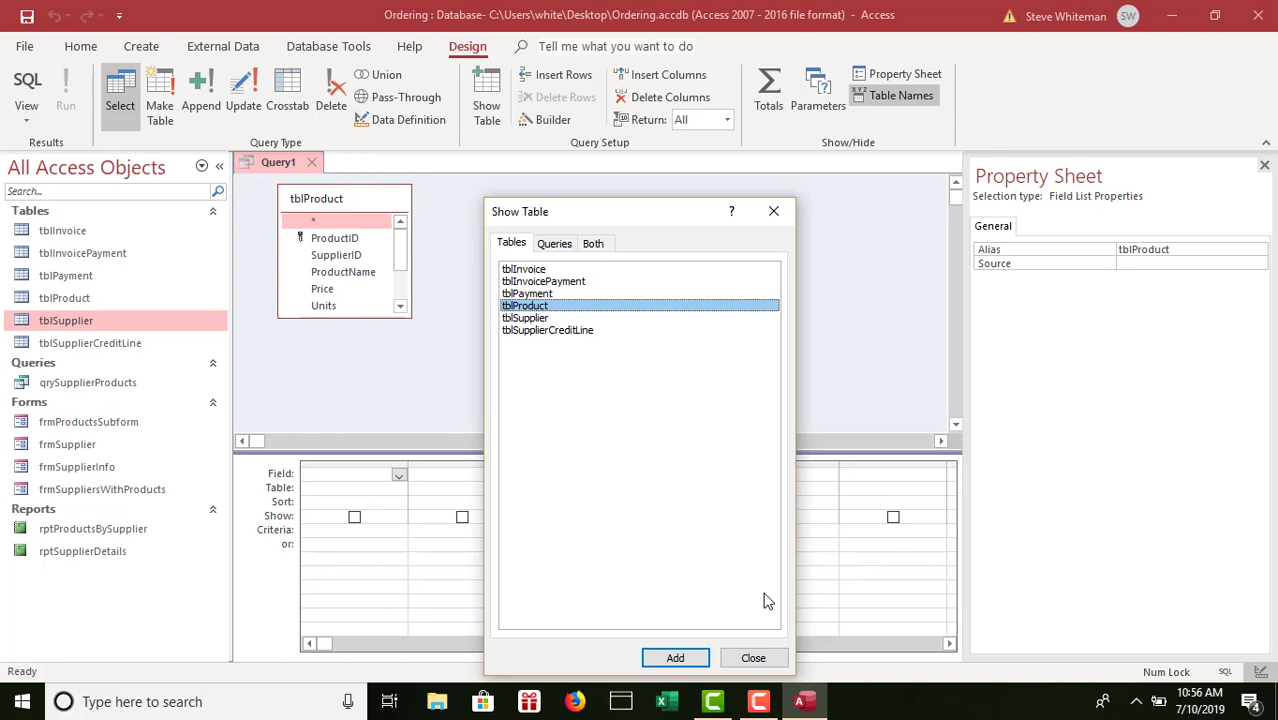 Ordering : Database- C:\Users\white\Desktop\Ordering.accdb (Access 2007 - 2016 file format) - Access
Steve Whiteman SW
File Home Create External Data Database Tools Help Design Tell me what you want to do
SQL View Run
Select Make Table Append Update Crosstab Delete
Union
Pass-Through
Data Definition
Show Table
Insert Rows
Delete Rows
Builder
Insert Columns
Delete Columns
Return: All
Totals Parameters
Property Sheet
XYZ Table Names
Results Query Type Query Setup Show/Hide
All Access Objects
Search...
Tables
tblInvoice
tblInvoicePayment
tblPayment
tblProduct
tblSupplier
tblSupplierCreditLine
Queries
qrySupplierProducts
Forms
frmProductsSubform
frmSupplier
frmSupplierInfo
frmSuppliersWithProducts
Reports
rptProductsBySupplier
rptSupplierDetails
Query1
tblProduct
*
ProductID
SupplierID
ProductName
Price
Units
Field:
Table:
Sort:
Show:
Criteria:
or:
Show Table ?
Tables Queries Both
tblInvoice
tblInvoicePayment
tblPayment
tblProduct
tblSupplier
tblSupplierCreditLine
Add Close
Property Sheet
Selection type: Field List Properties
General
Alias tblProduct
Source
Ready Num Lock SQL
Type here to search
10:56 AM
7/10/2019
4